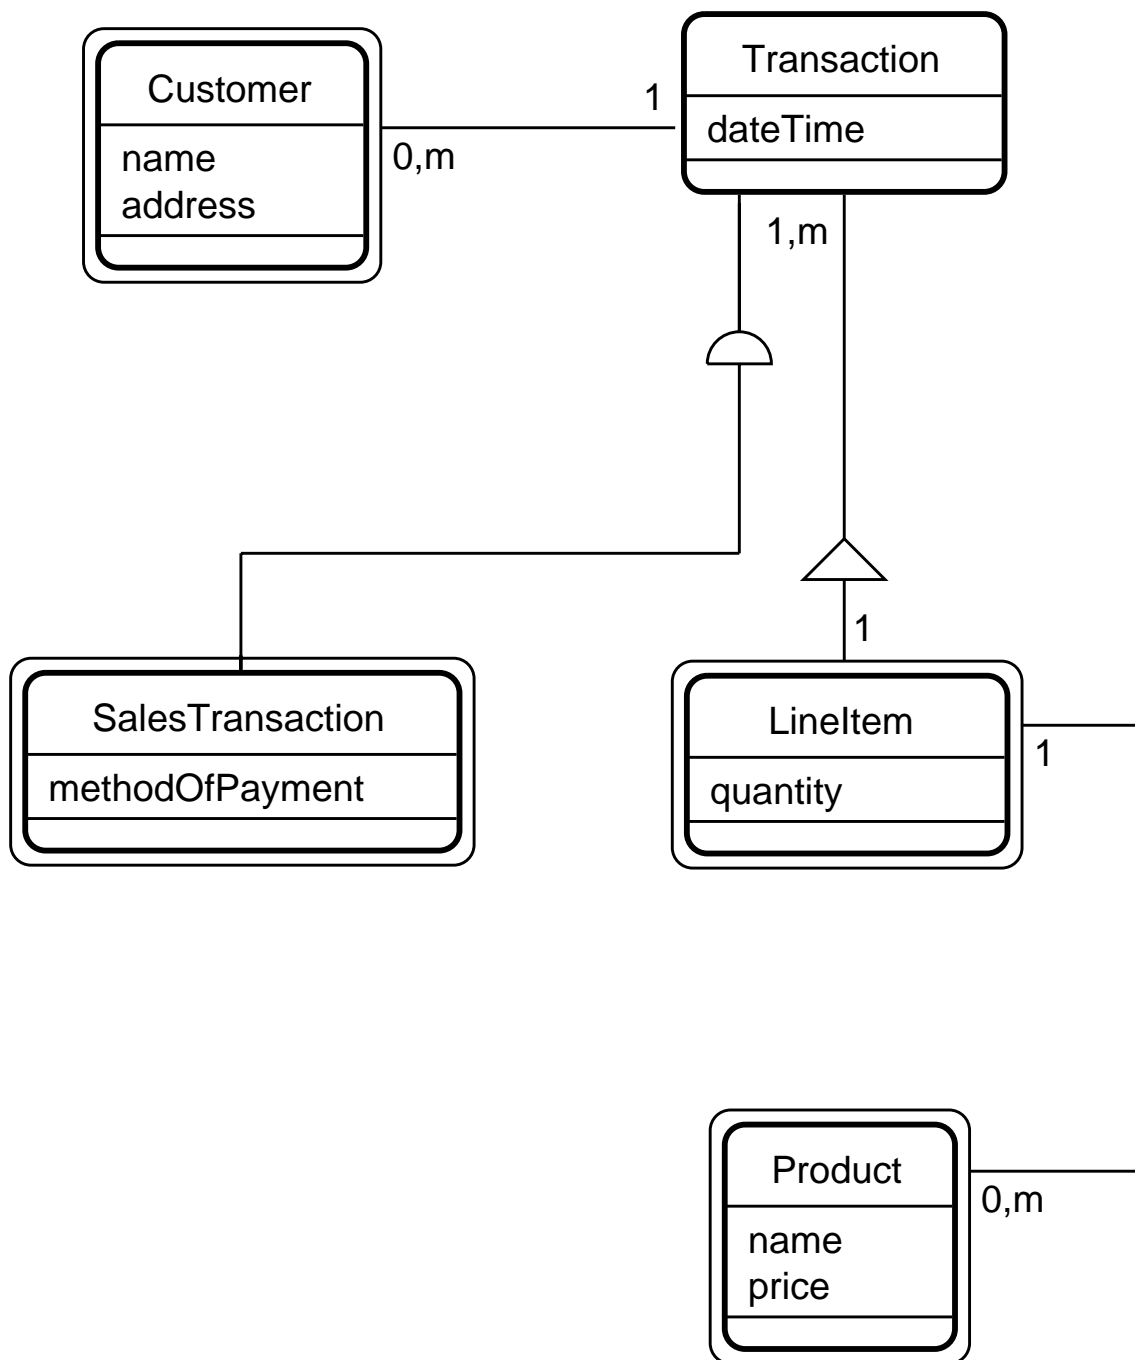 Customer
name
address
0,m
1
Transaction
dateTime
1,m
1
SalesTransaction
methodOfPayment
LineItem
quantity
1
Product
name
price
0,m